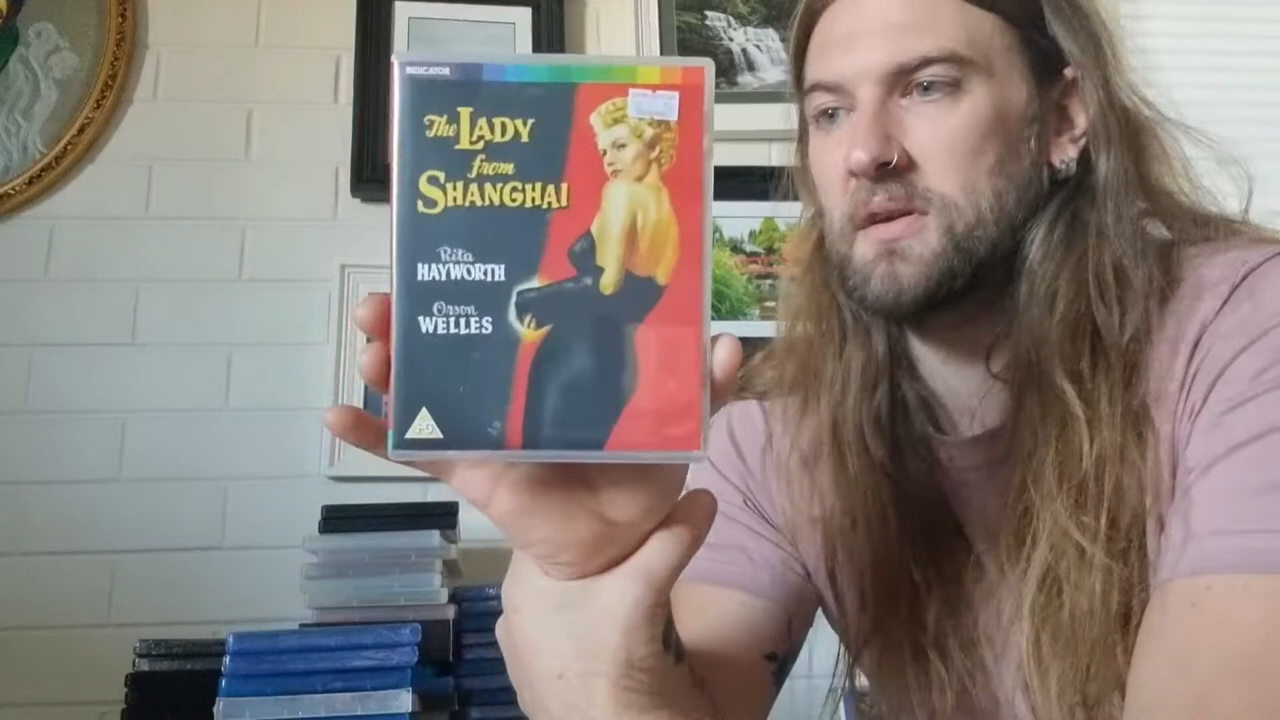 INDICATOR
The LADY
from
SHANGHAI
Rita
HAYWORTH
Orson
WELLES
PG